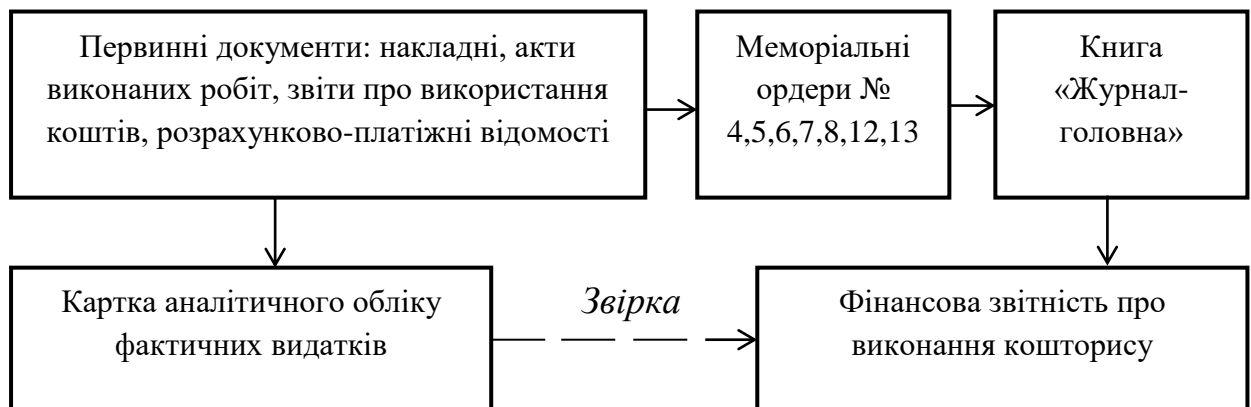 Первинні документи: накладні, акти
виконаних робіт, звіти про використання
коштів, розрахунково-платіжні відомості
Меморіальні
ордери №
4,5,6,7,8,12,13
Книга
«Журнал-
головна»
Картка аналітичного обліку
фактичних видатків
Звірка
Фінансова звітність про
виконання кошторису